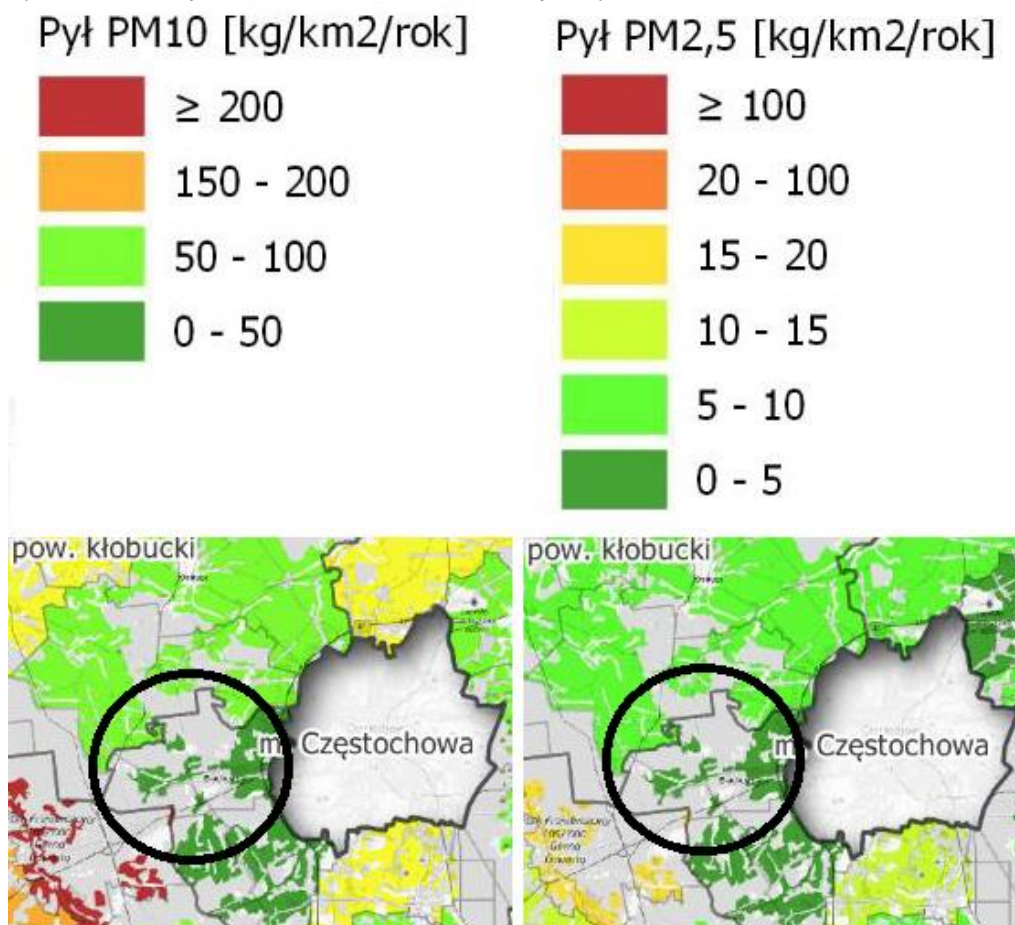 Pył PM10 [kg/km2/rok]
≥ 200
150 - 200
50 - 100
0 - 50
Pył PM2,5 [kg/km2/rok]
≥ 100
20 - 100
15 - 20
10 - 15
5 - 10
0 - 5
pow. kłobucki
m. Częstochowa
pow. kłobucki
m. Częstochowa